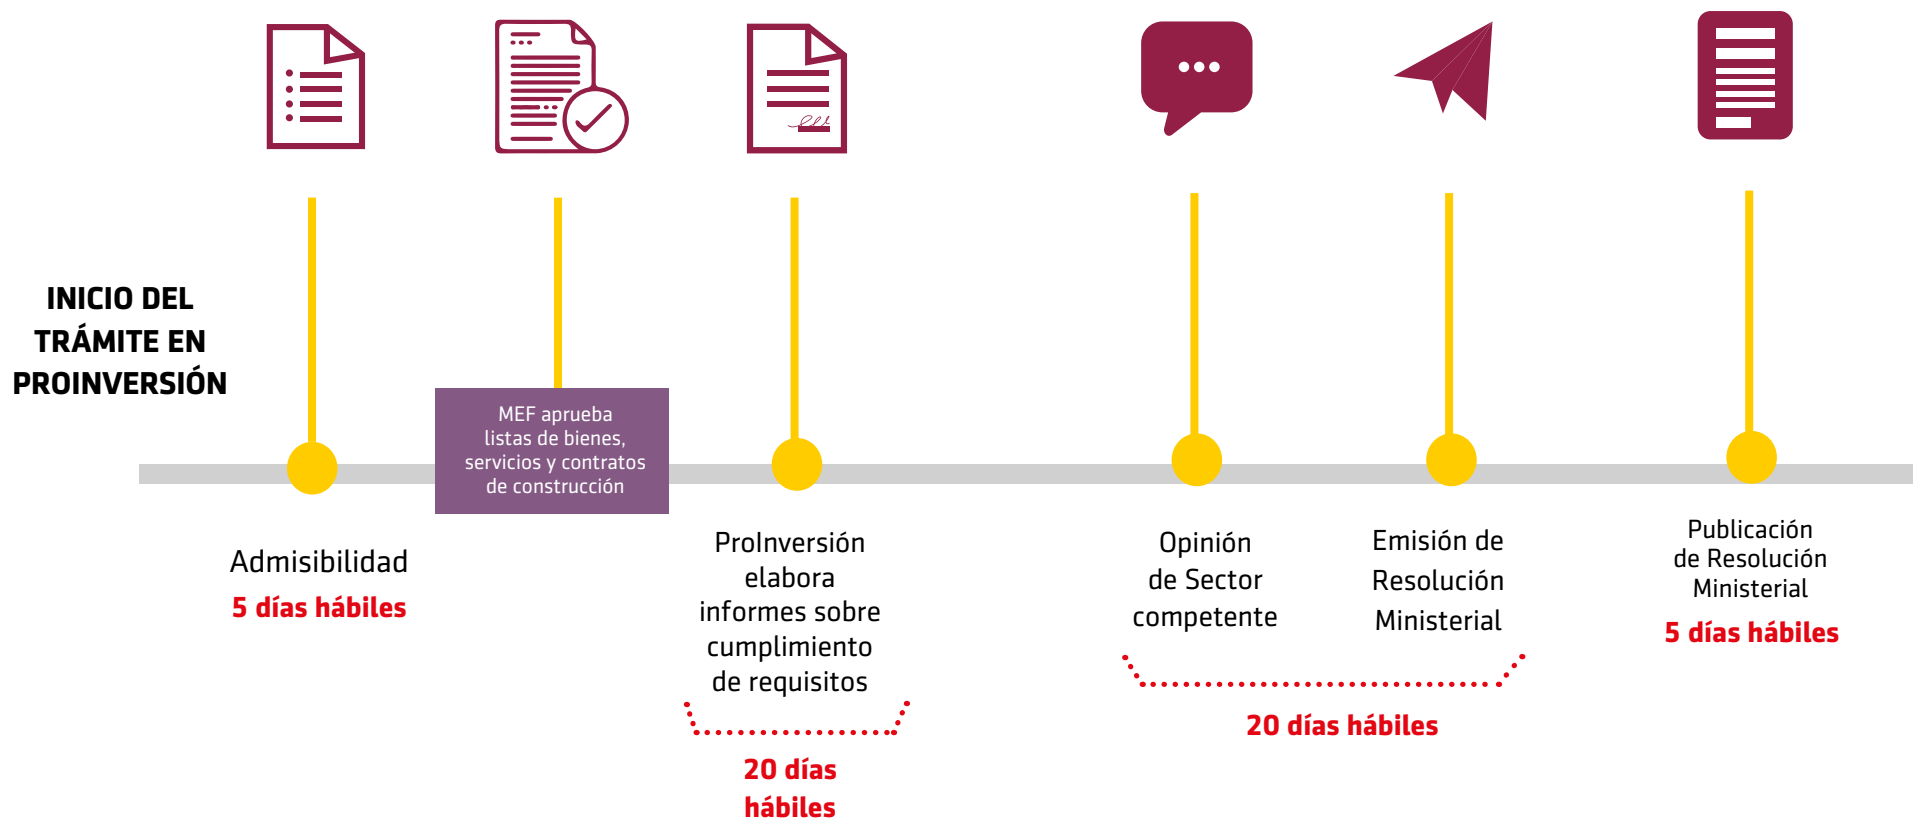 INICIO DEL
TRÁMITE EN
PROINVERSIÓN
Admisibilidad
5 días hábiles
MEF aprueba
listas de bienes,
servicios y contratos
de construcción
ProInversión
elabora
informes sobre
cumplimiento
de requisitos
20 días
hábiles
Opinión
de Sector
competente
Emisión de
Resolución
Ministerial
20 días hábiles
Publicación
de Resolución
Ministerial
5 días hábiles